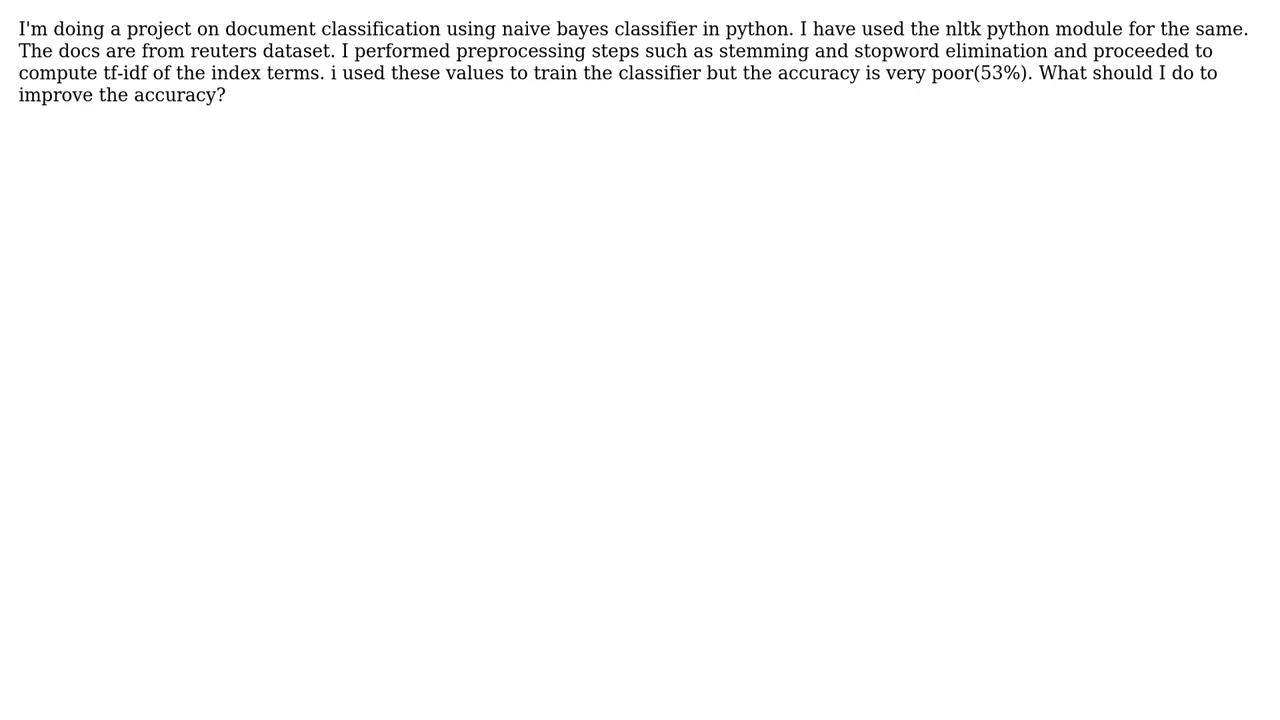 I'm doing a project on document classification using naive bayes classifier in python. I have used the nltk python module for the same.
The docs are from reuters dataset. I performed preprocessing steps such as stemming and stopword elimination and proceeded to
compute tf-idf of the index terms. i used these values to train the classifier but the accuracy is very poor(53%). What should I do to
improve the accuracy?